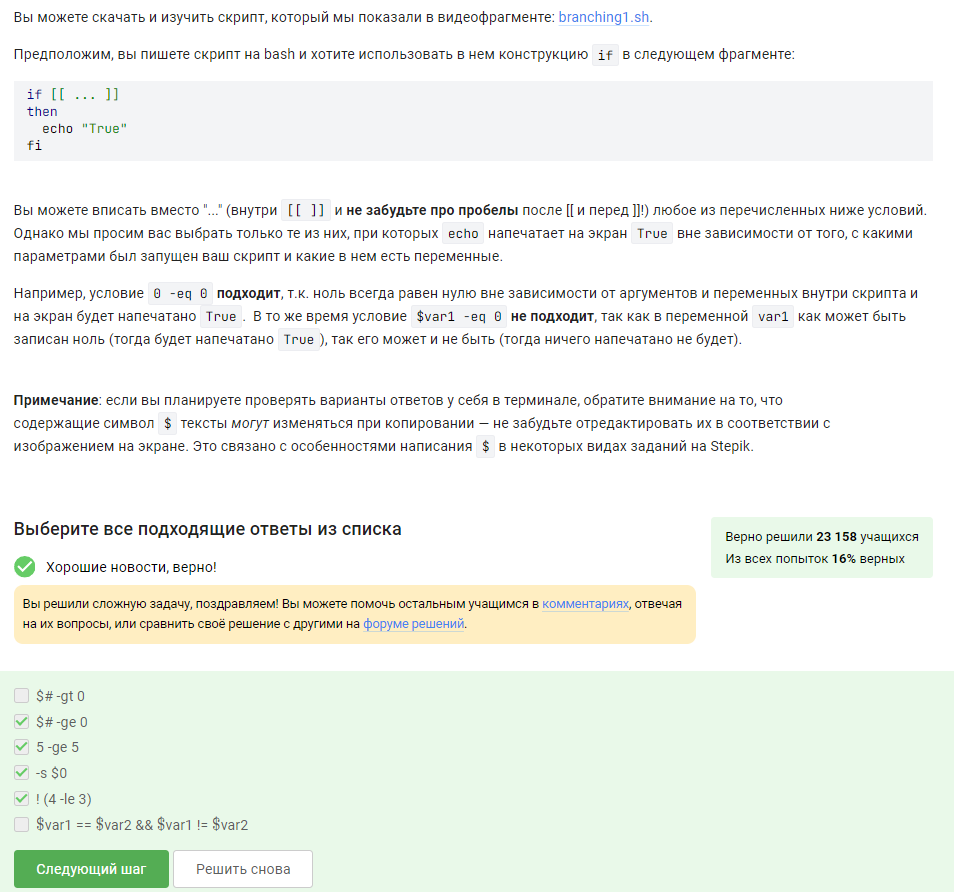 Вы можете скачать и изучить скрипт, который мы показали в видеофрагменте: branching1.sh.
Предположим, вы пишете скрипт на bash и хотите использовать в нем конструкцию if в следующем фрагменте:
if [[ ... ]]
then
  echo "True"
fi
Вы можете вписать вместо "..." (внутри [[ ]] и не забудьте про пробелы после [[ и перед ]]!) любое из перечисленных ниже условий.
Однако мы просим вас выбрать только те из них, при которых echo напечатает на экран True вне зависимости от того, с какими
параметрами был запущен ваш скрипт и какие в нем есть переменные.
Например, условие 0 -eq 0 подходит, т.к. ноль всегда равен нулю вне зависимости от аргументов и переменных внутри скрипта и
на экран будет напечатано True . В то же время условие $var1 -eq 0 не подходит, так как в переменной var1 как может быть
записан ноль (тогда будет напечатано True ), так его может и не быть (тогда ничего напечатано не будет).
Примечание: если вы планируете проверять варианты ответов у себя в терминале, обратите внимание на то, что
содержащие символ $ тексты могут изменяться при копировании — не забудьте отредактировать их в соответствии с
изображением на экране. Это связано с особенностями написания $ в некоторых видах заданий на Stepik.
Выберите все подходящие ответы из списка
Верно решили 23 158 учащихся
Из всех попыток 16% верных
Хорошие новости, верно!
Вы решили сложную задачу, поздравляем! Вы можете помочь остальным учащимся в комментариях, отвечая
на их вопросы, или сравнить своё решение с другими на форуме решений.
$# -gt 0
$# -ge 0
5 -ge 5
-s $0
! (4 -le 3)
$var1 == $var2 && $var1 != $var2
Следующий шаг
Решить снова